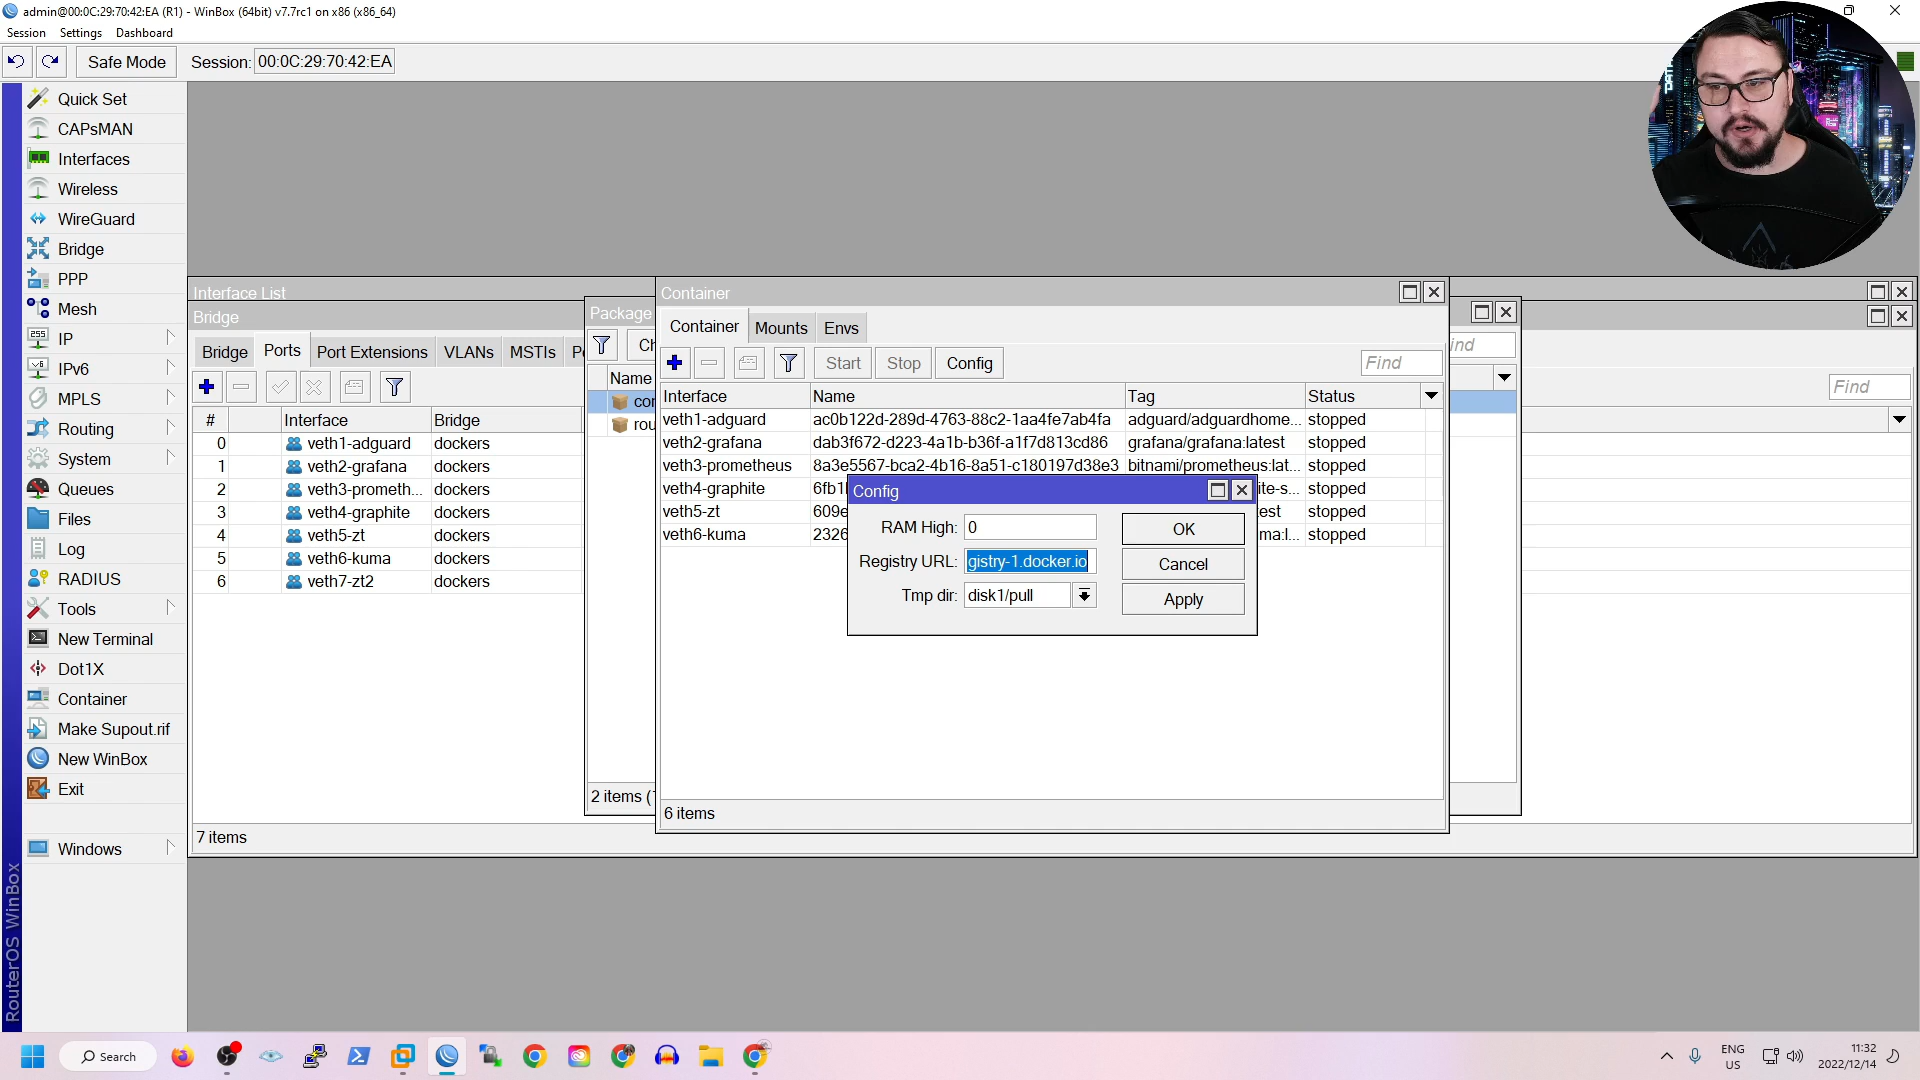 admin@00:0C:29:70:42:EA (R1) - WinBox (64bit) v7.7rc1 on x86 (x86_64)
Session Settings Dashboard
Safe Mode Session: 00:0C:29:70:42:EA
Quick Set
CAPsMAN
Interfaces
Wireless
WireGuard
Bridge
PPP
Mesh
IP
IPv6
MPLS
Routing
System
Queues
Files
Log
RADIUS
Tools
New Terminal
Dot1X
Container
Make Supout.rif
New WinBox
Exit
Windows
RouterOS WinBox
Interface List
Bridge
Bridge Ports Port Extensions VLANs MSTIs
# Interface Bridge
0 veth1-adguard dockers
1 veth2-grafana dockers
2 veth3-prometh... dockers
3 veth4-graphite dockers
4 veth5-zt dockers
5 veth6-kuma dockers
6 veth7-zt2 dockers
7 items
Package
Name
2 items
Container
Container Mounts Envs
Start Stop Config Find
Interface Name Tag Status
veth1-adguard ac0b122d-289d-4763-88c2-1aa4fe7ab4fa adguard/adguardhome... stopped
veth2-grafana dab3f672-d223-4a1b-b36f-a1f7d813cd86 grafana/grafana:latest stopped
veth3-prometheus 8a3e5567-bca2-4b16-8a51-c180197d38e3 bitnami/prometheus:lat... stopped
veth4-graphite stopped
veth5-zt 609e stopped
veth6-kuma 2326 stopped
6 items
Config
RAM High: 0 OK
Registry URL: gistry-1.docker.io Cancel
Tmp dir: disk1/pull Apply
Find
Search
ENG
US
11:32
2022/12/14